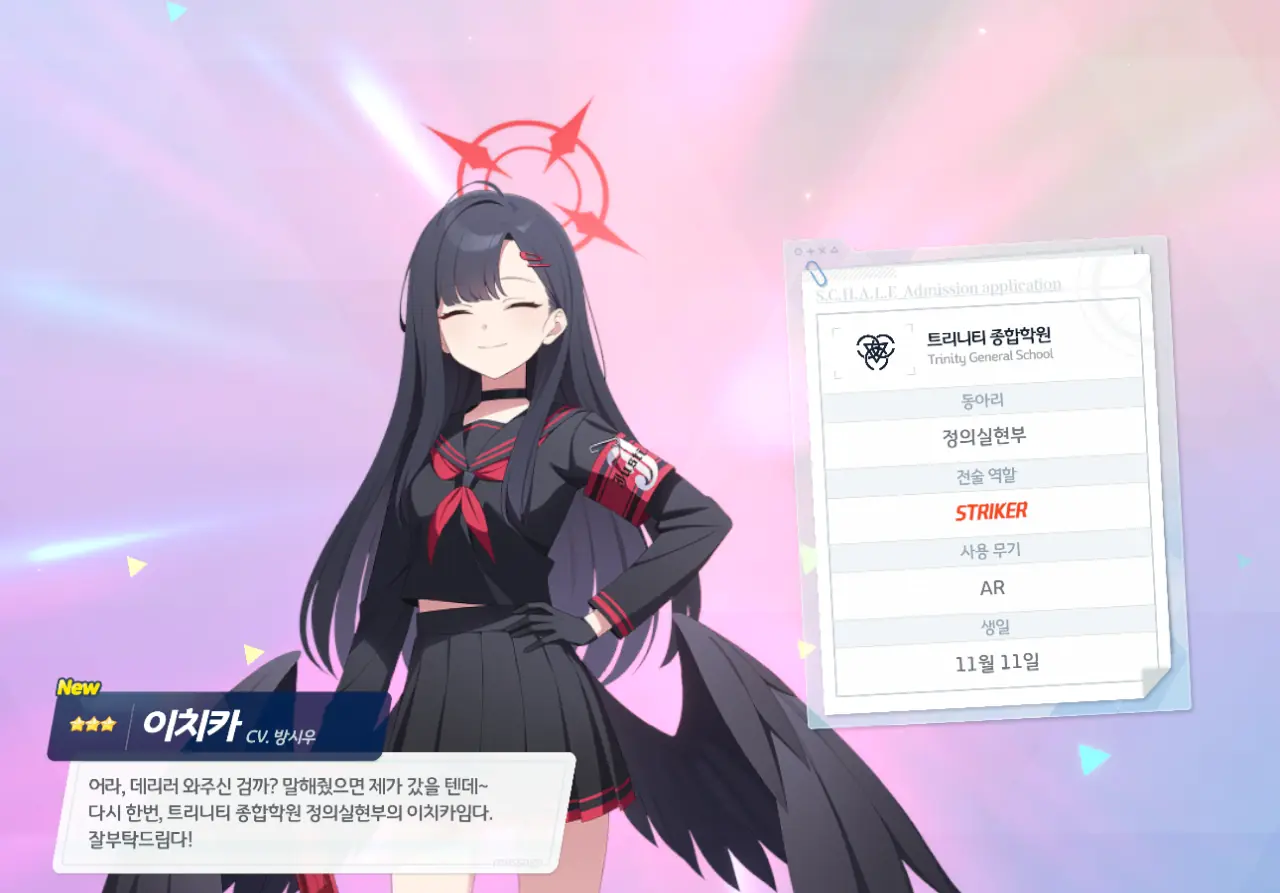 S.C.H.A.L.E. Admission application
트리니티 종합학원
Trinity General School
동아리
정의실현부
전술 역할
STRIKER
사용 무기
AR
생일
11월 11일
Justice
New
이치카 CV. 방시우
어라, 데리러 와주신 검까? 말해줬으면 제가 갔을 텐데~
다시 한번, 트리니티 종합학원 정의실현부의 이치카임다.
잘부탁드림다!